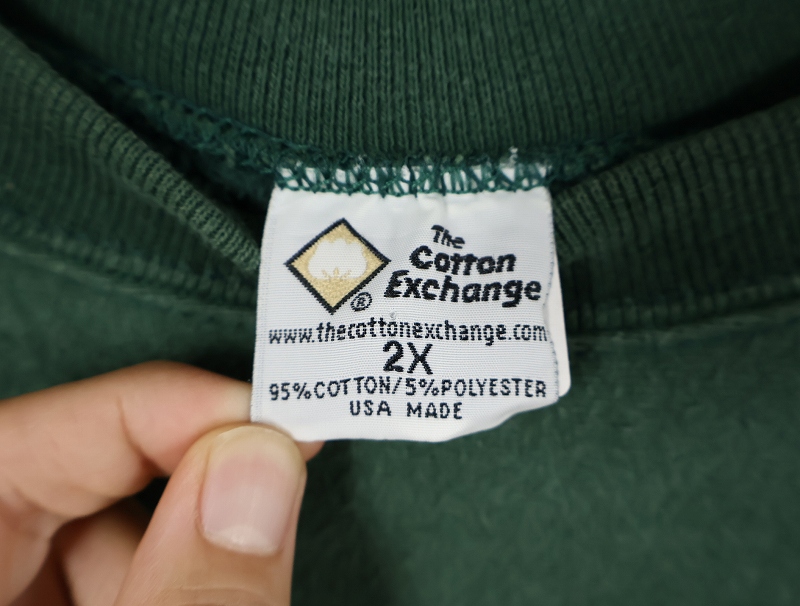 The
Cotton
Exchange
®
www.thecottonexchange.com
2X
95%COTTON/5%POLYESTER
USA MADE